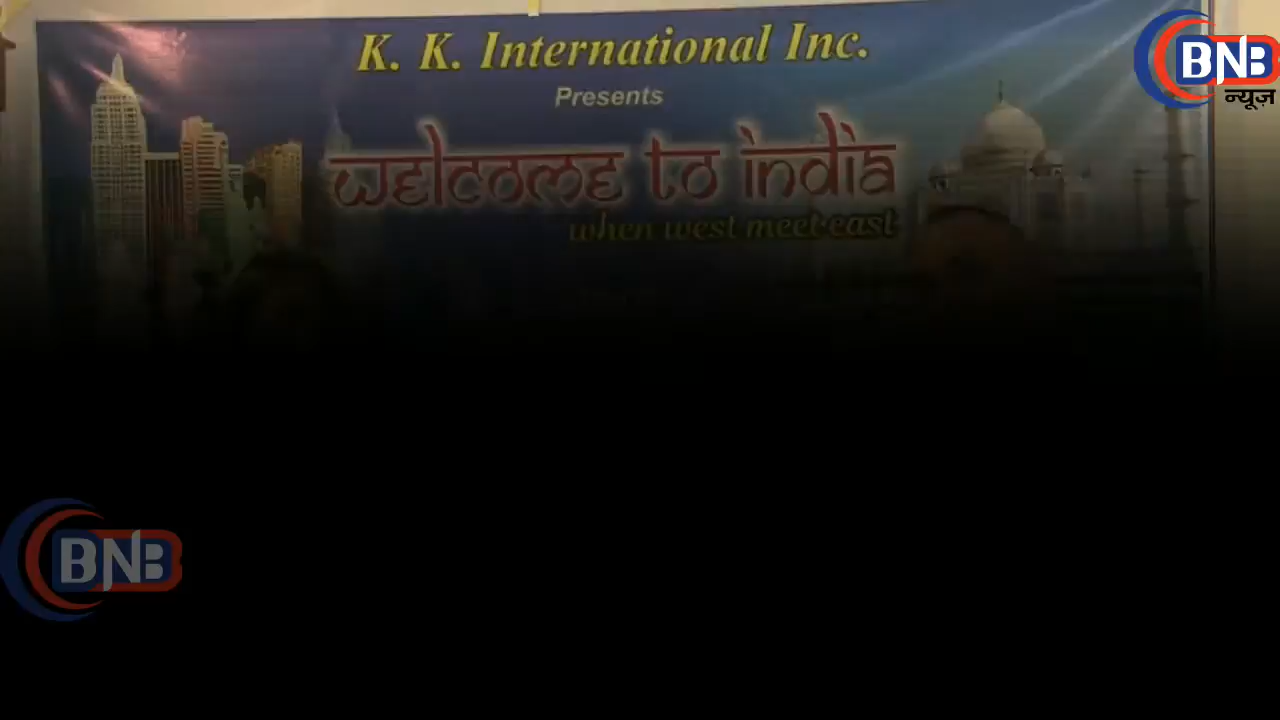 K. K. International Inc.
Presents
welcome to india
when west meet east
BNB
न्यूज़
BNB